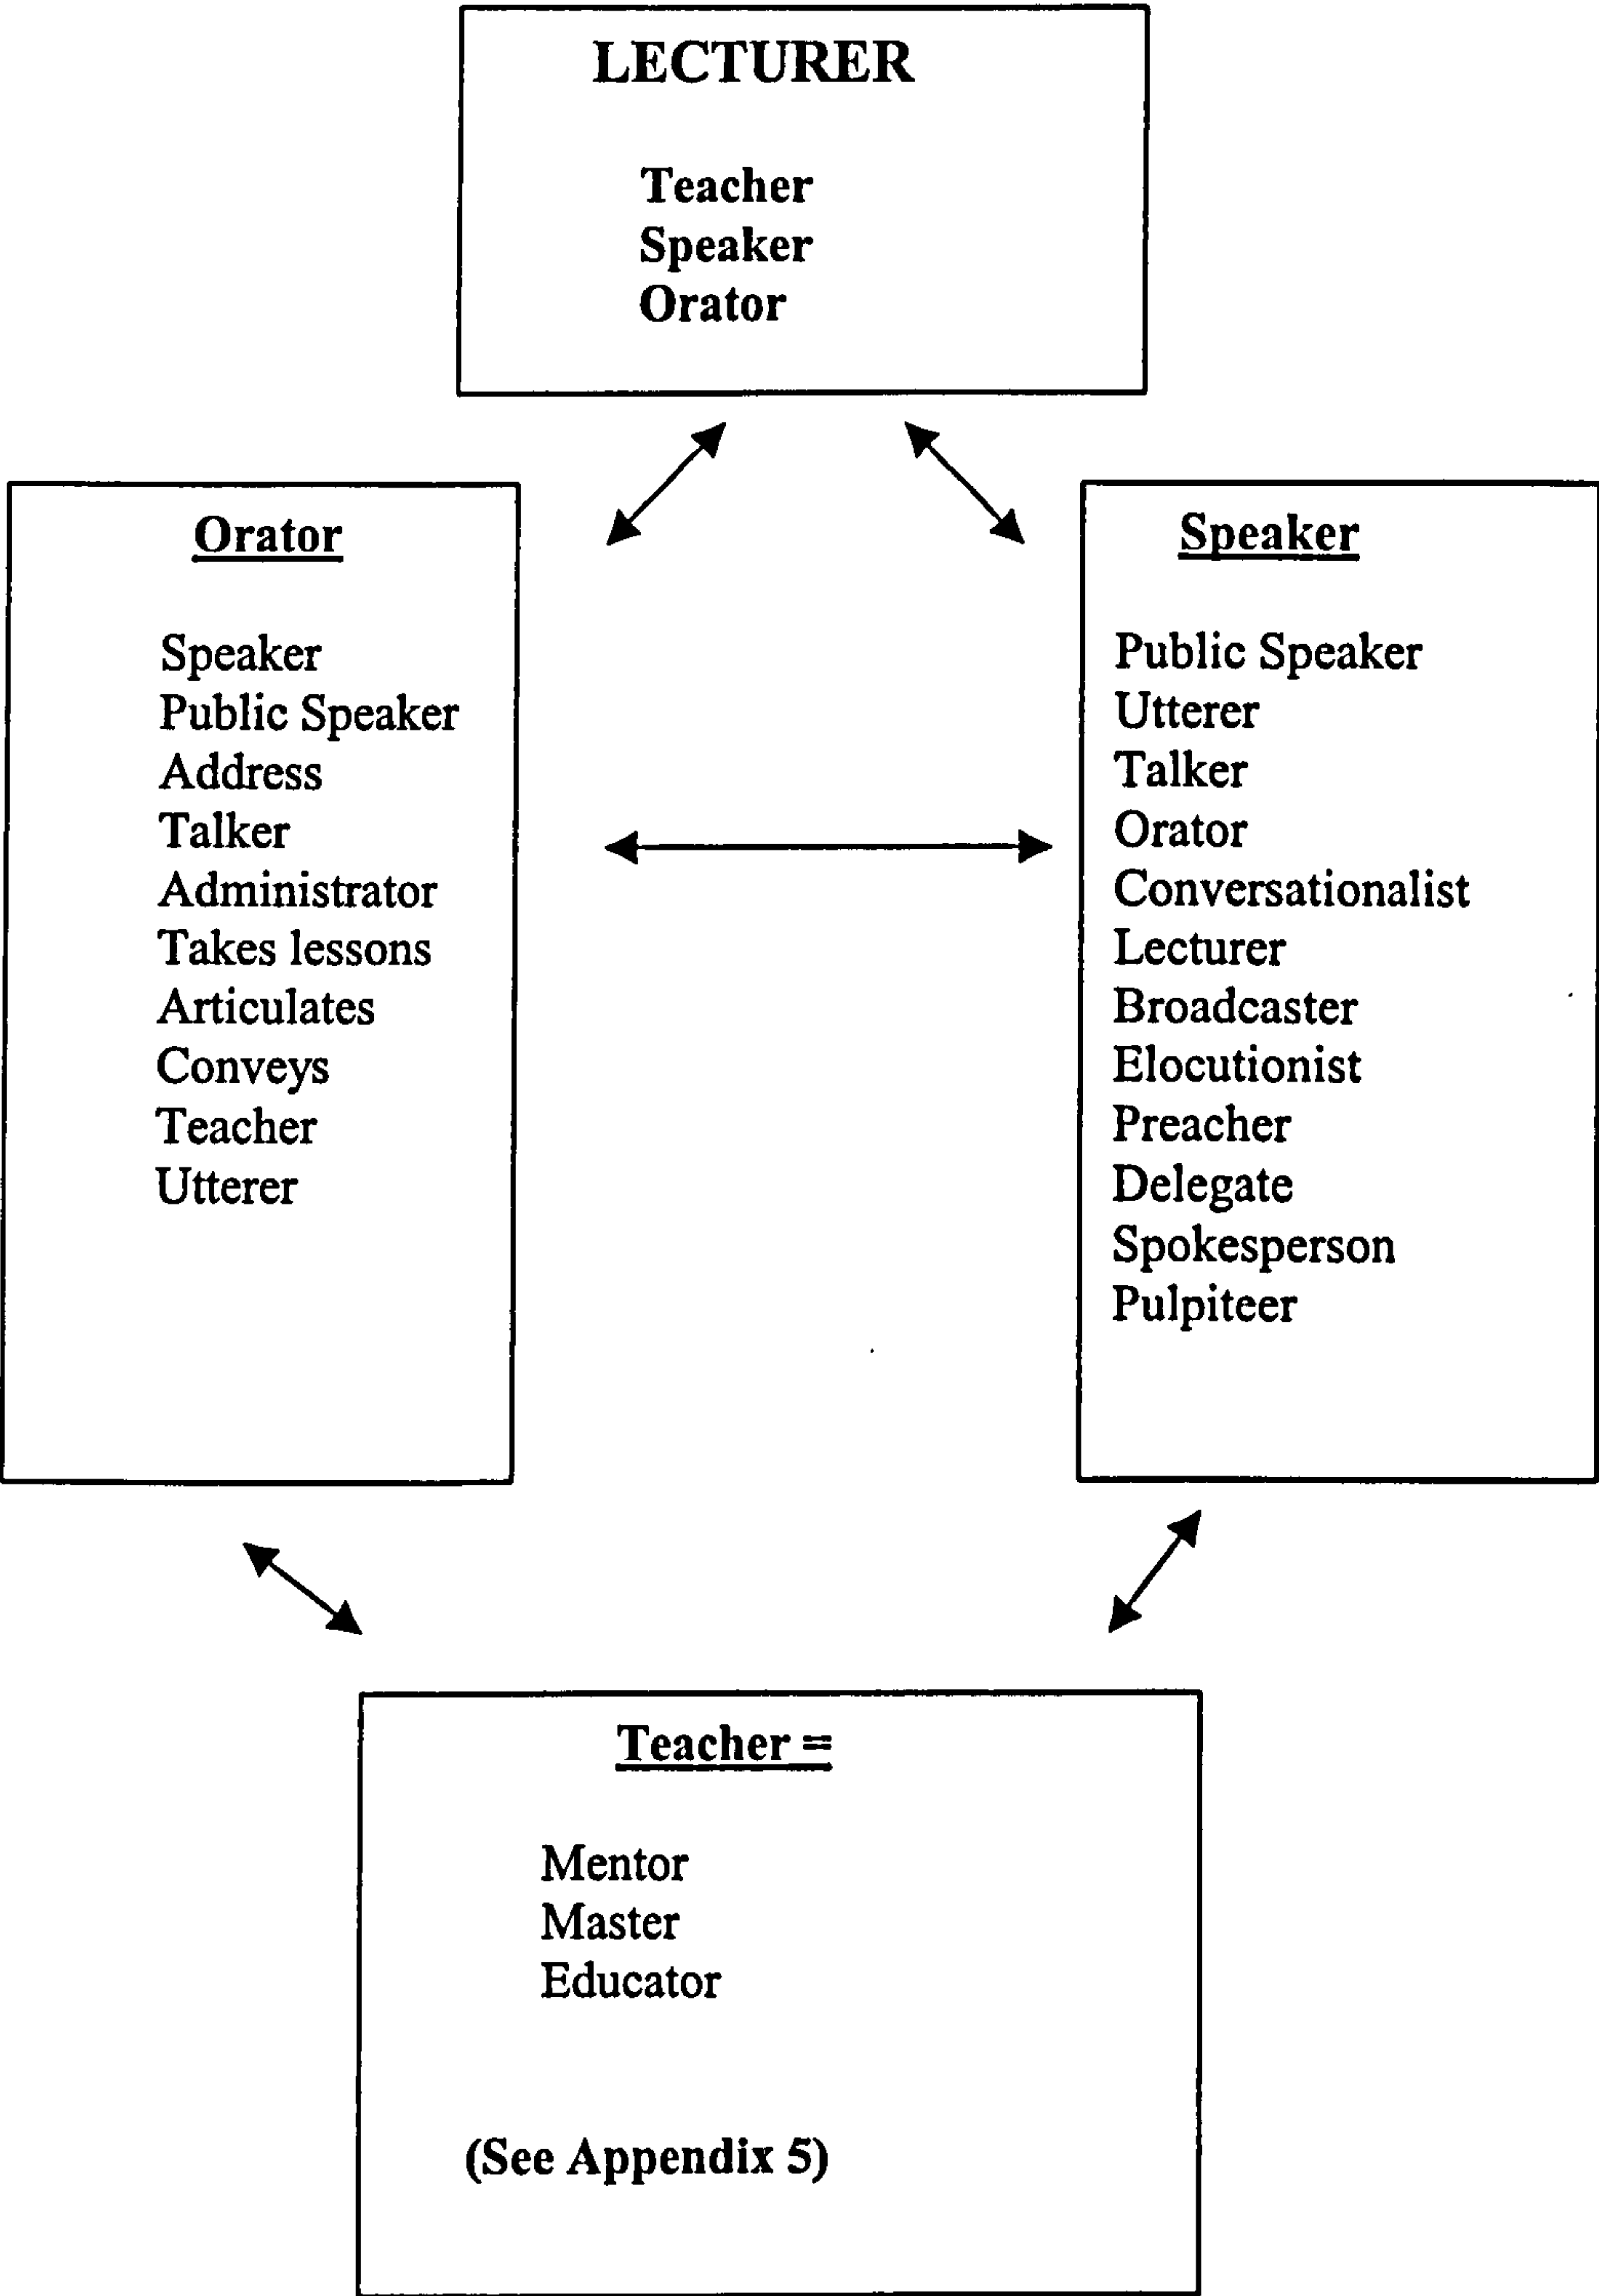 LECTURER
Teacher
Speaker
Orator
Orator
Speaker
Public Speaker
Address
Talker
Administrator
Takes lessons
Articulates
Conveys
Teacher
Utterer
Speaker
Public Speaker
Utterer
Talker
Orator
Conversationalist
Lecturer
Broadcaster
Elocutionist
Preacher
Delegate
Spokesperson
Pulpiteer
Teacher =
Mentor
Master
Educator
(See Appendix 5)